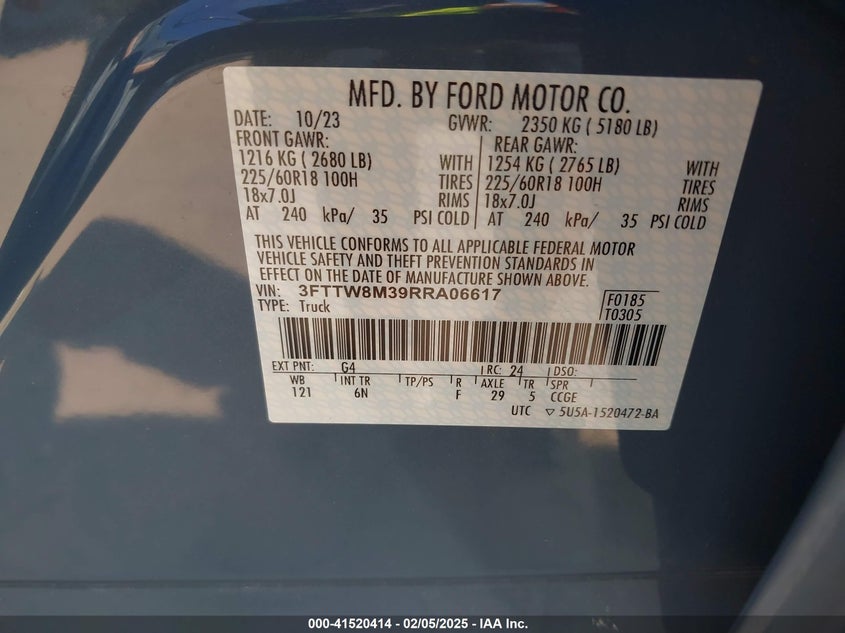 MFD. BY FORD MOTOR CO.
DATE: 10/23 GVWR: 2350 KG ( 5180 LB)
FRONT GAWR: REAR GAWR:
1216 KG ( 2680 LB) WITH 1254 KG ( 2765 LB) WITH
225/60R18 100H TIRES 225/60R18 100H TIRES
18x7.0J RIMS 18x7.0J RIMS
AT 240 kPa/ 35 PSI COLD AT 240 kPa/ 35 PSI COLD
THIS VEHICLE CONFORMS TO ALL APPLICABLE FEDERAL MOTOR
VEHICLE SAFETY AND THEFT PREVENTION STANDARDS IN
EFFECT ON THE DATE OF MANUFACTURE SHOWN ABOVE.
VIN: 3FTTW8M39RRA06617 F0185
TYPE: Truck T0305
EXT PNT: G4 RC: 24 DSO:
WB INT TR TP/PS R AXLE TR SPR
121 6N F 29 5 CCGE
UTC ▽ 5U5A-1520472-BA
000-41520414 - 02/05/2025 - U.S. IAA Inc.